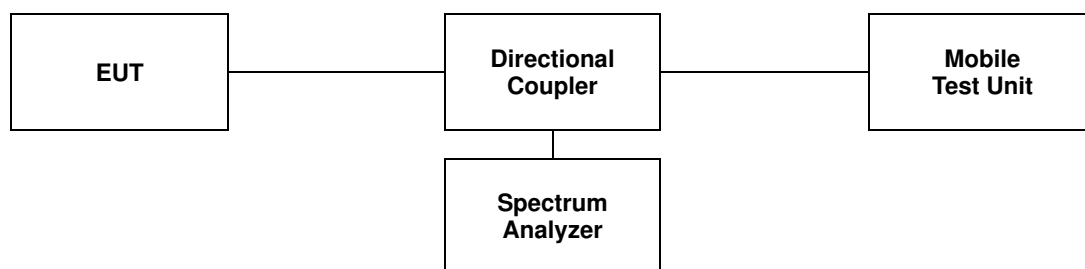 EUT
Directional
Coupler
Mobile
Test Unit
Spectrum
Analyzer